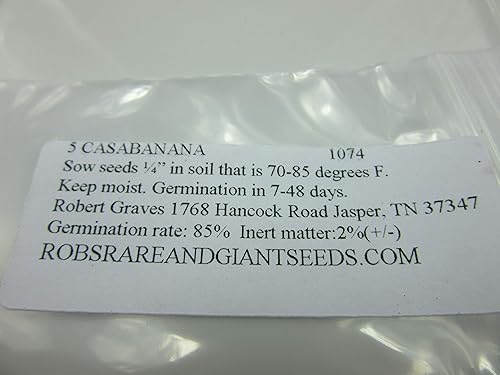 5 CASABANANA 1074
Sow seeds ¼” in soil that is 70-85 degrees F.
Keep moist. Germination in 7-48 days.
Robert Graves 1768 Hancock Road Jasper, TN 37347
Germination rate: 85% Inert matter:2%(+/-)
ROBSRAREANDGIANTSEEDS.COM